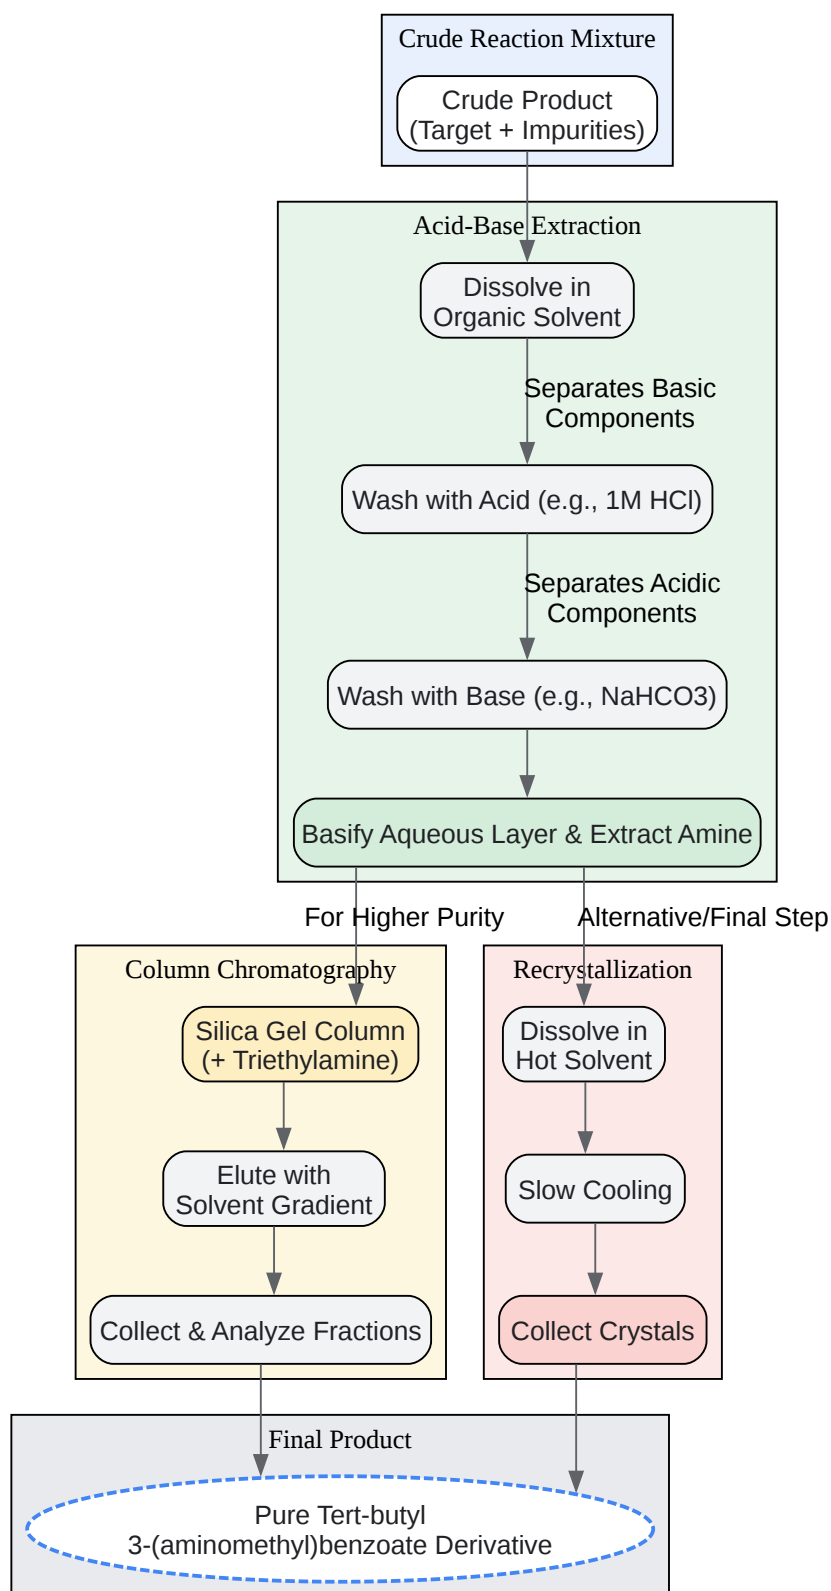 Crude Reaction Mixture
Crude Product
(Target + Impurities)
Acid-Base Extraction
Dissolve in
Organic Solvent
Separates Basic
Components
Wash with Acid (e.g., 1M HCl)
Separates Acidic
Components
Wash with Base (e.g., NaHCO3)
Basify Aqueous Layer & Extract Amine
For Higher Purity
Alternative/Final Step
Column Chromatography
Silica Gel Column
(+ Triethylamine)
Elute with
Solvent Gradient
Collect & Analyze Fractions
Recrystallization
Dissolve in
Hot Solvent
Slow Cooling
Collect Crystals
Final Product
Pure Tert-butyl
3-(aminomethyl)benzoate Derivative